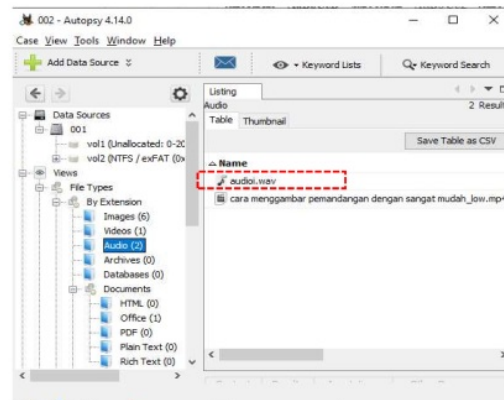 002 - Autopsy 4.14.0
Case View Tools Window Help
Add Data Source
Keyword Lists
Keyword Search
Listing
Audio
2 Resul
Table Thumbnail
Save Table as CSV
Name
audioi.wav
cara menggambar pemandangan dengan sangat mudah_low.mp
Data Sources
001
vol1 (Unallocated: 0-20
vol2 (NTFS / exFAT (0x
Views
File Types
By Extension
Images (6)
Videos (1)
Audio (2)
Archives (0)
Databases (0)
Documents
HTML (0)
Office (1)
PDF (0)
Plain Text (0)
Rich Text (0)